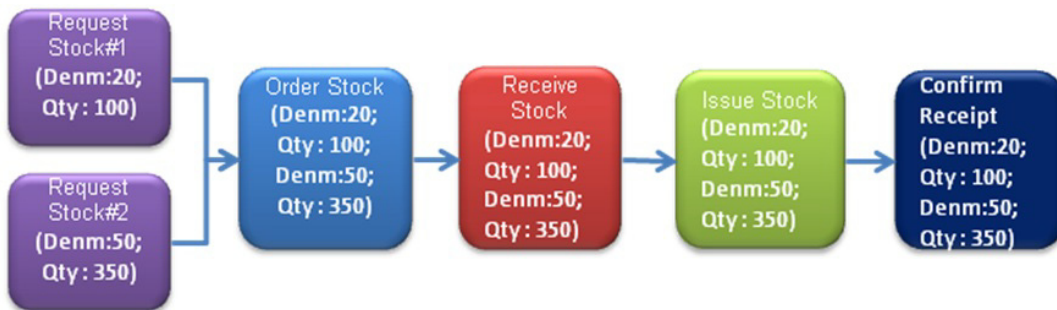 Request
Stock#1
(Denm:20;
Qty : 100)
Request
Stock#2
(Denm:50;
Qty : 350)
Order Stock
(Denm:20;
Qty : 100;
Denm:50;
Qty : 350)
Receive
Stock
(Denm:20;
Qty : 100;
Denm:50;
Qty : 350)
Issue Stock
(Denm:20;
Qty : 100;
Denm:50;
Qty : 350)
Confirm
Receipt
(Denm:20;
Qty : 100;
Denm:50;
Qty : 350)